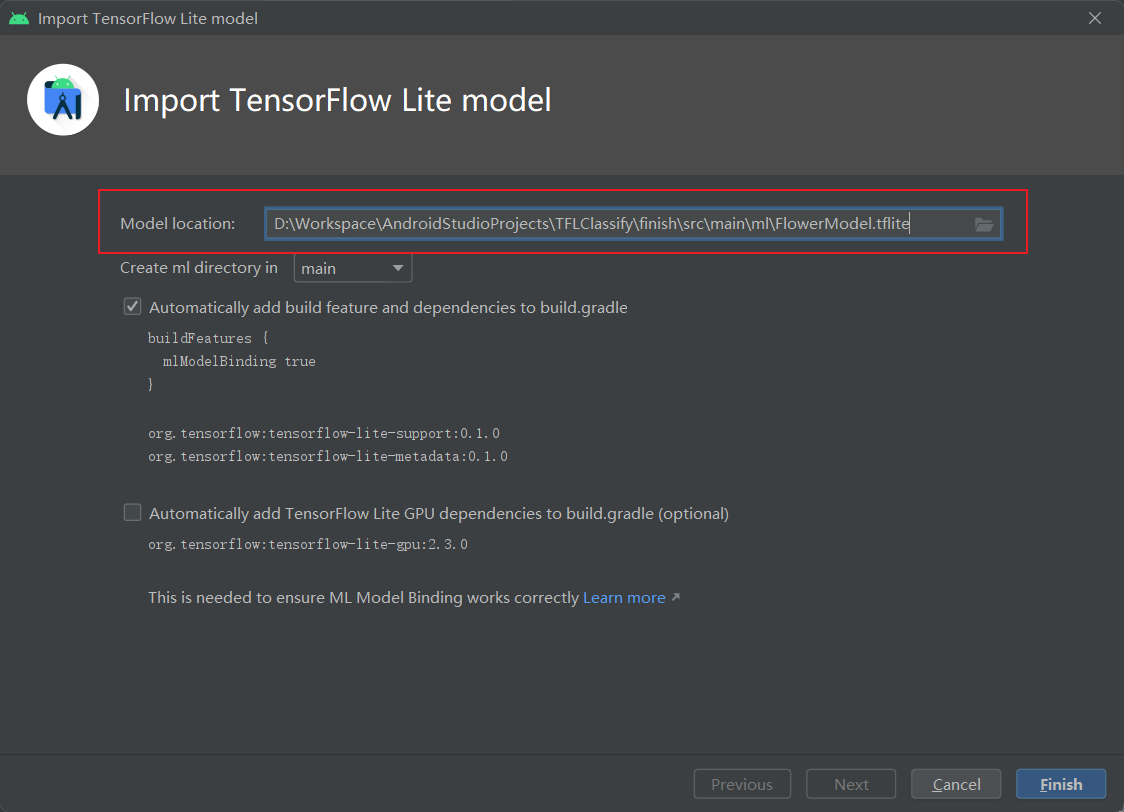 Import TensorFlow Lite model
Import TensorFlow Lite model
Model location: D:\Workspace\AndroidStudioProjects\TFLClassify\finish\src\main\ml\FlowerModel.tflite
Create ml directory in main
Automatically add build feature and dependencies to build.gradle
buildFeatures {
  mlModelBinding true
}
org.tensorflow:tensorflow-lite-support:0.1.0
org.tensorflow:tensorflow-lite-metadata:0.1.0
Automatically add TensorFlow Lite GPU dependencies to build.gradle (optional)
org.tensorflow:tensorflow-lite-gpu:2.3.0
This is needed to ensure ML Model Binding works correctly Learn more ↗
Previous Next Cancel Finish